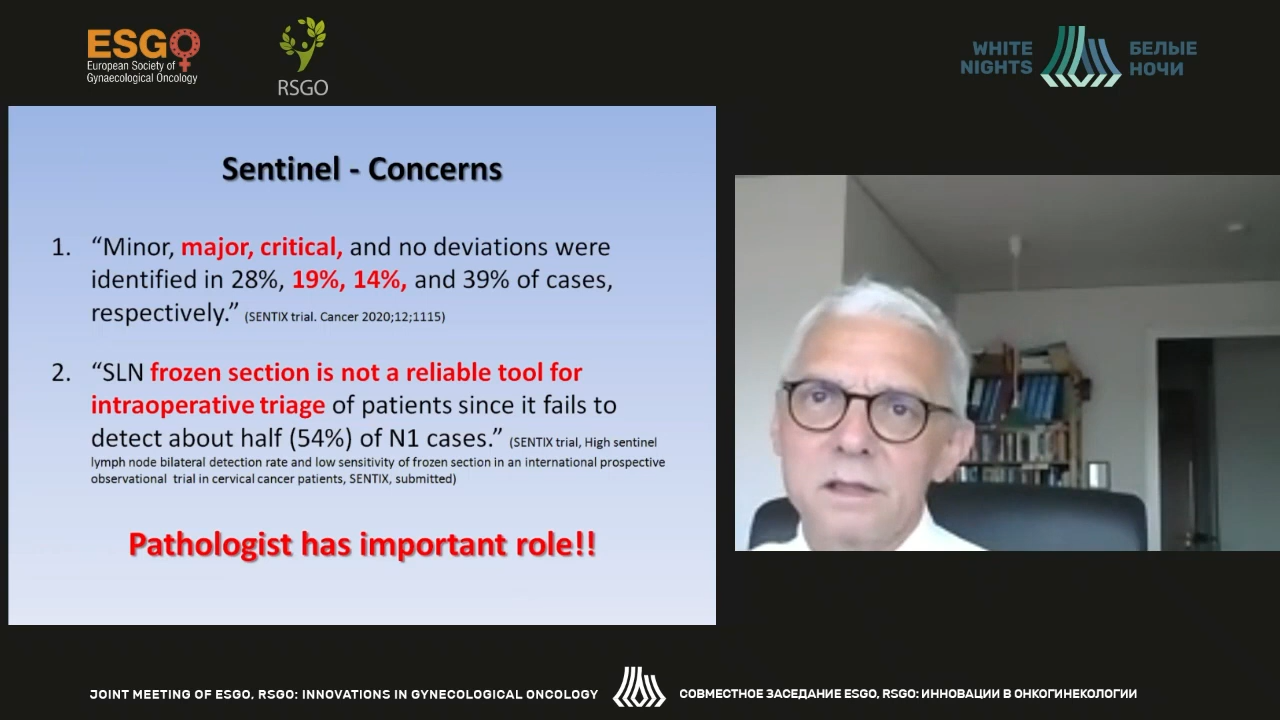 ESGO
European Society of
Gynaecological Oncology
RSGO
WHITE
NIGHTS
БЕЛЫЕ
НОЧИ
Sentinel - Concerns
1. “Minor, major, critical, and no deviations were
identified in 28%, 19%, 14%, and 39% of cases,
respectively.” (SENTIX trial. Cancer 2020;12;1115)
2. “SLN frozen section is not a reliable tool for
intraoperative triage of patients since it fails to
detect about half (54%) of N1 cases.” (SENTIX trial, High sentinel
lymph node bilateral detection rate and low sensitivity of frozen section in an international prospective
observational trial in cervical cancer patients, SENTIX, submitted)
Pathologist has important role!!
JOINT MEETING OF ESGO, RSGO: INNOVATIONS IN GYNECOLOGICAL ONCOLOGY
СОВМЕСТНОЕ ЗАСЕДАНИЕ ESGO, RSGO: ИННОВАЦИИ В ОНКОГИНЕКОЛОГИИ